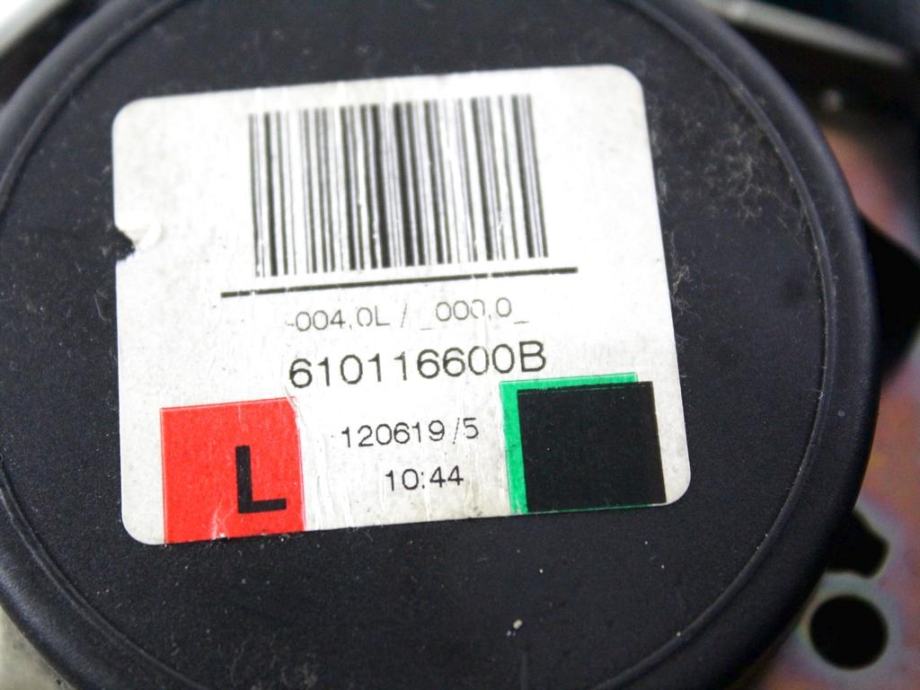 -004,0L / _000,0_
610116600B
120619/5
L
10:44